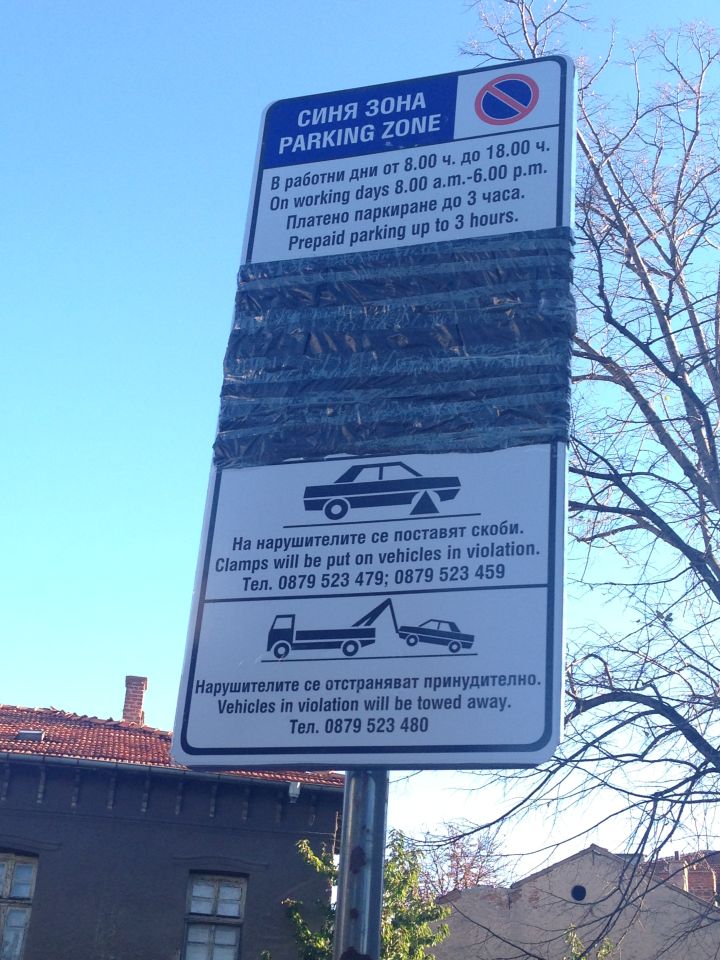 СИНЯ ЗОНА
PARKING ZONE
В работни дни от 8.00 ч. до 18.00 ч.
On working days 8.00 a.m.-6.00 p.m.
Платено паркиране до 3 часа.
Prepaid parking up to 3 hours.
На нарушителите се поставят скоби.
Clamps will be put on vehicles in violation.
Тел. 0879 523 479; 0879 523 459
Нарушителите се отстраняват принудително.
Vehicles in violation will be towed away.
Тел. 0879 523 480